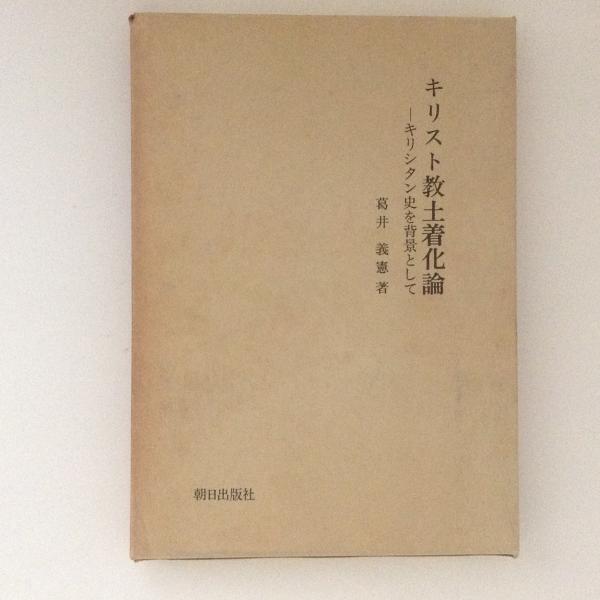 キリスト教土着化論
―キリシタン史を背景として
葛井 義憲 著
朝日出版社